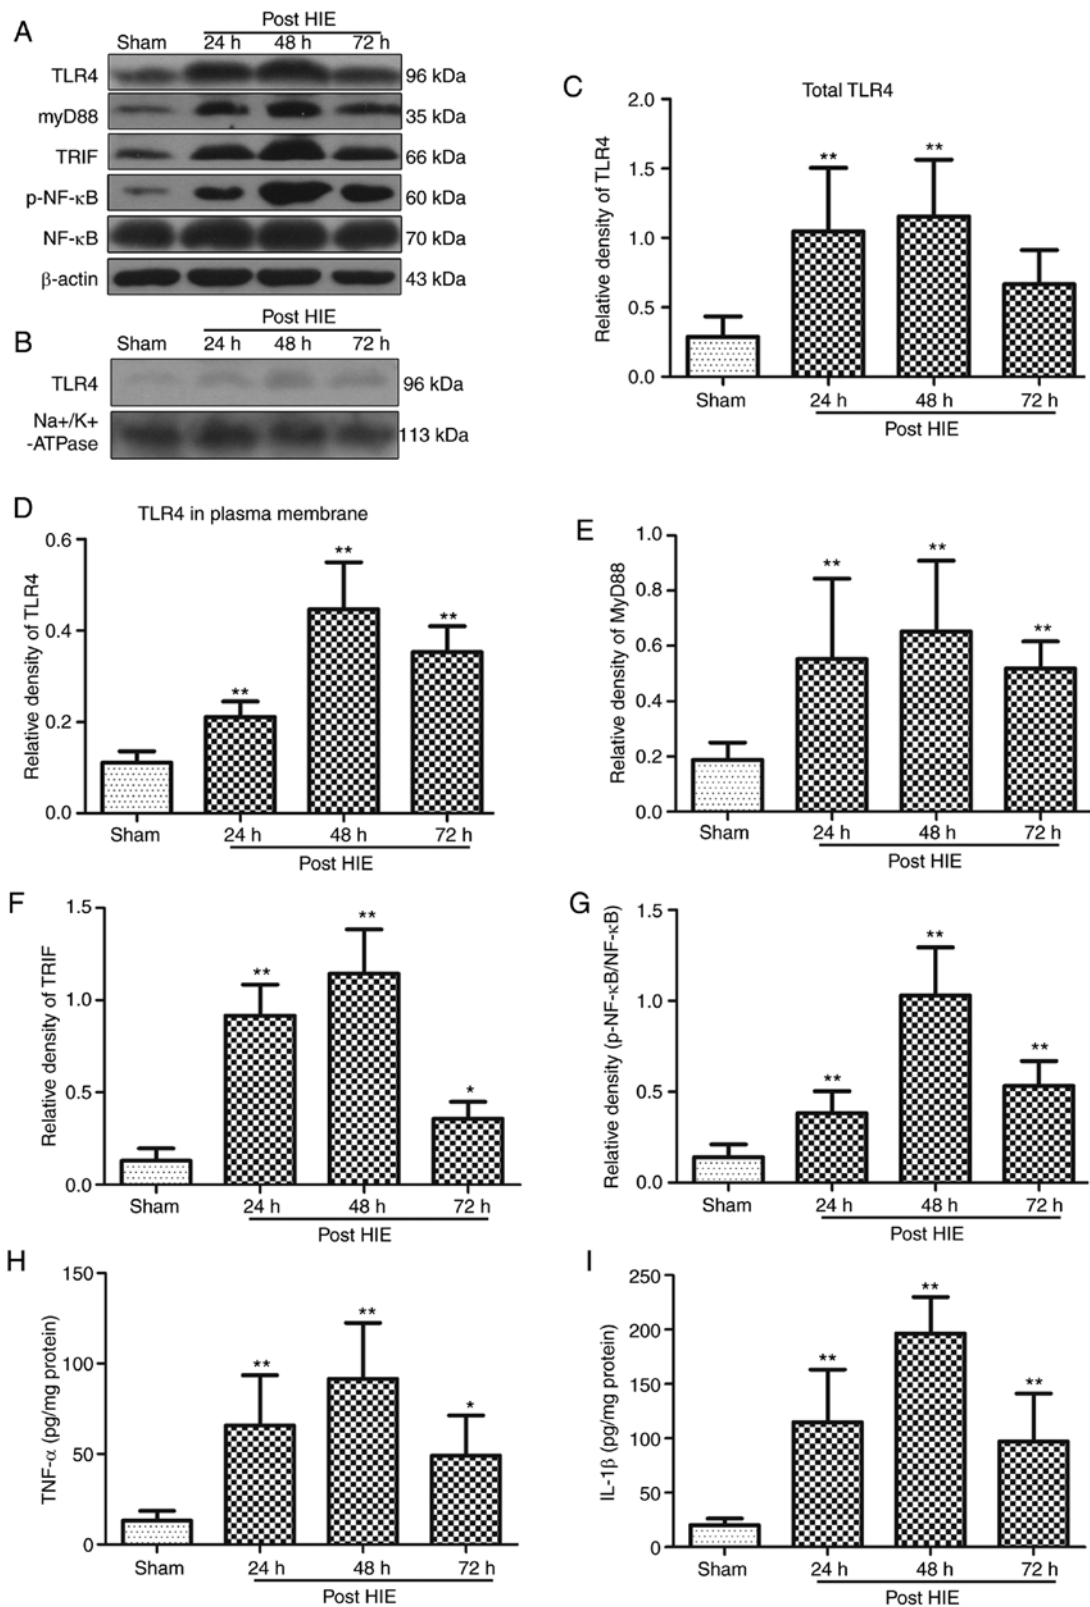 A
Post HIE
Sham 24 h 48 h 72 h
TLR4 96 kDa
myD88 35 kDa
TRIF 66 kDa
p-NF-κB 60 kDa
NF-κB 70 kDa
β-actin 43 kDa
B
Post HIE
Sham 24 h 48 h 72 h
TLR4 96 kDa
Na+/K+
-ATPase 113 kDa
C
Total TLR4
Relative density of TLR4
2.0
1.5
1.0
0.5
0.0
** **
Sham 24 h 48 h 72 h
Post HIE
D
TLR4 in plasma membrane
Relative density of TLR4
0.6
0.4
0.2
0.0
** ** **
Sham 24 h 48 h 72 h
Post HIE
E
Relative density of MyD88
1.0
0.8
0.6
0.4
0.2
0.0
** ** **
Sham 24 h 48 h 72 h
Post HIE
F
Relative density of TRIF
1.5
1.0
0.5
0.0
** ** *
Sham 24 h 48 h 72 h
Post HIE
G
Relative density (p-NF-κB/NF-κB)
1.5
1.0
0.5
0.0
** ** **
Sham 24 h 48 h 72 h
Post HIE
H
TNF-α (pg/mg protein)
150
100
50
0
** ** *
Sham 24 h 48 h 72 h
Post HIE
I
IL-1β (pg/mg protein)
250
200
150
100
50
0
** ** **
Sham 24 h 48 h 72 h
Post HIE